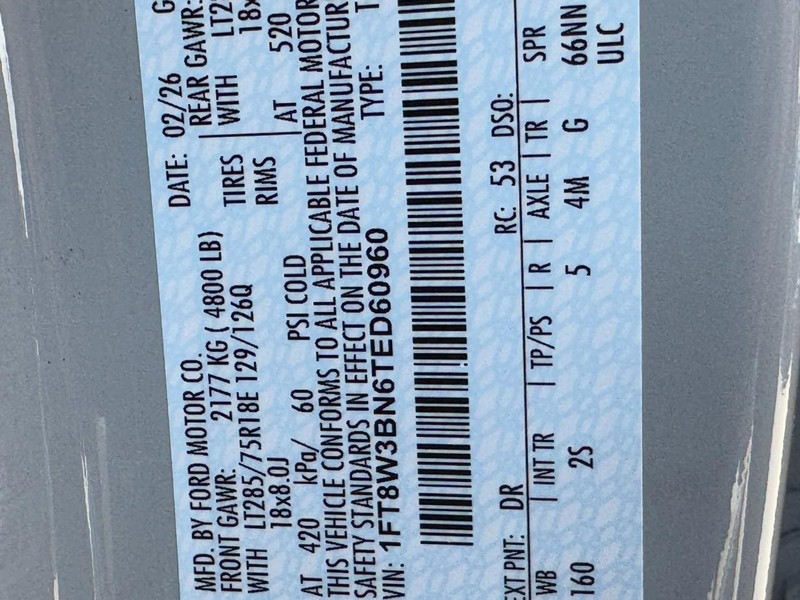 MFD. BY FORD MOTOR CO.
DATE: 02/26
FRONT GAWR: 2177 KG ( 4800 LB)
REAR GAWR:
WITH LT285/75R18E 129/126Q TIRES
WITH
18x8.0J RIMS
AT 420 kPa/ 60 PSI COLD
AT 520
THIS VEHICLE CONFORMS TO ALL APPLICABLE FEDERAL MOTOR
SAFETY STANDARDS IN EFFECT ON THE DATE OF MANUFACTUR
VIN: 1FT8W3BN6TED60960
TYPE:
RC: 53 DSO:
EXT PNT: DR
WB | INT TR | TP/PS | R | AXLE | TR | SPR
160 2S 5 4M G 66NN
ULC